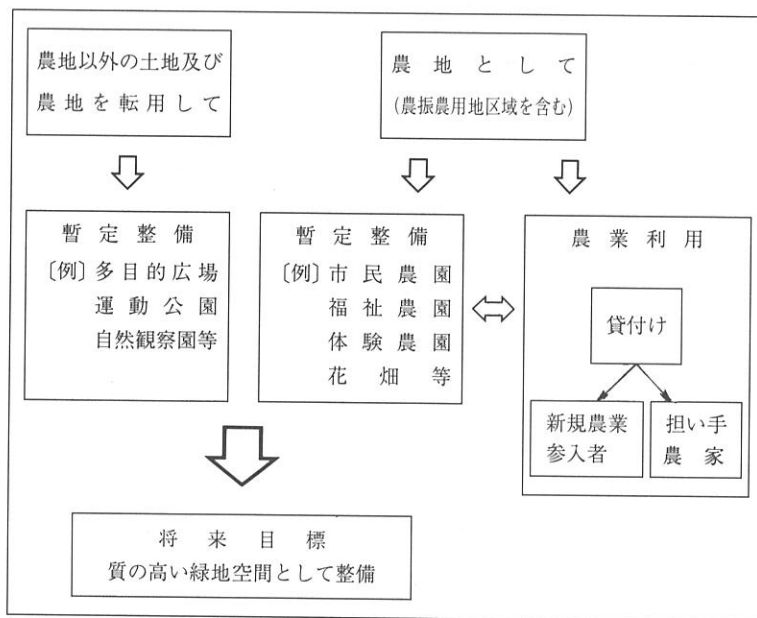 農地以外の土地及び
農地を転用して
農地として
(農振農用地区域を含む)
暫定整備
〔例〕多目的広場
運動公園
自然観察園等
暫定整備
〔例〕市民農園
福祉農園
体験農園
花畑等
農業利用
貸付け
新規農業
参入者
担い手
農家
将来目標
質の高い緑地空間として整備